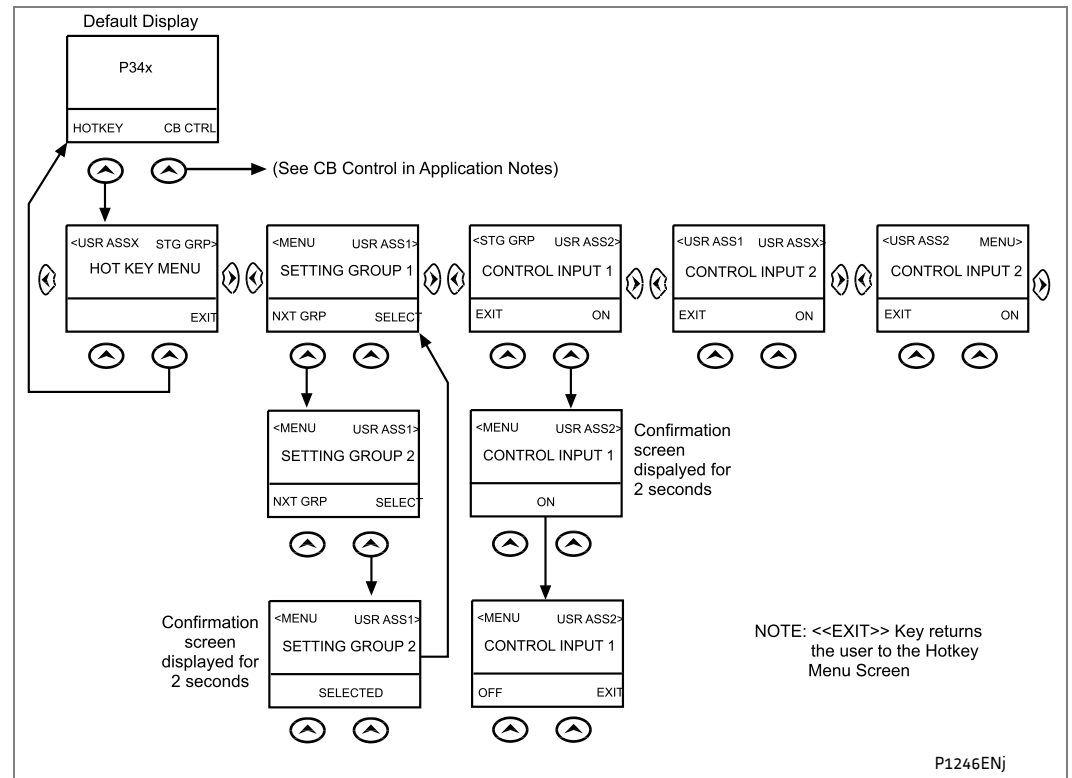 Default Display
P34x
HOTKEY CB CTRL
(See CB Control in Application Notes)
<USR ASSX STG GRP>
HOT KEY MENU
EXIT
<MENU USR ASS1>
SETTING GROUP 1
NXT GRP SELECT
<STG GRP USR ASS2>
CONTROL INPUT 1
EXIT ON
<USR ASS1 USR ASSX>
CONTROL INPUT 2
EXIT ON
<USR ASS2 MENU>
CONTROL INPUT 2
EXIT ON
<MENU USR ASS1>
SETTING GROUP 2
NXT GRP SELECT
<MENU USR ASS2>
CONTROL INPUT 1
ON
Confirmation
screen
dispalyed for
2 seconds
Confirmation
screen
displayed for
2 seconds
<MENU USR ASS1>
SETTING GROUP 2
SELECTED
<MENU USR ASS2>
CONTROL INPUT 1
OFF EXIT
NOTE: <<EXIT>> Key returns
the user to the Hotkey
Menu Screen
P1246ENj